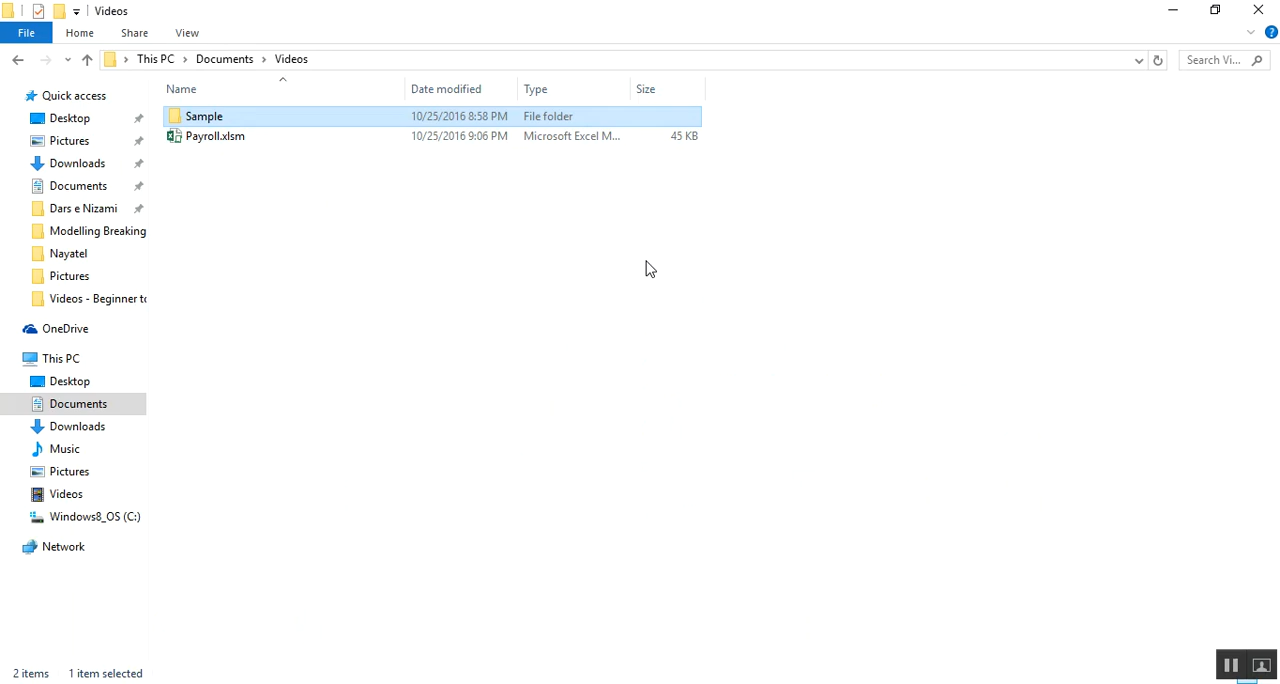 Videos
File Home Share View
This PC Documents Videos Search Vi...
Name Date modified Type Size
Sample 10/25/2016 8:58 PM File folder
Payroll.xlsm 10/25/2016 9:06 PM Microsoft Excel M... 45 KB
Quick access
Desktop
Pictures
Downloads
Documents
Dars e Nizami
Modelling Breaking
Nayatel
Pictures
Videos - Beginner to
OneDrive
This PC
Desktop
Documents
Downloads
Music
Pictures
Videos
Windows8_OS (C:)
Network
2 items 1 item selected